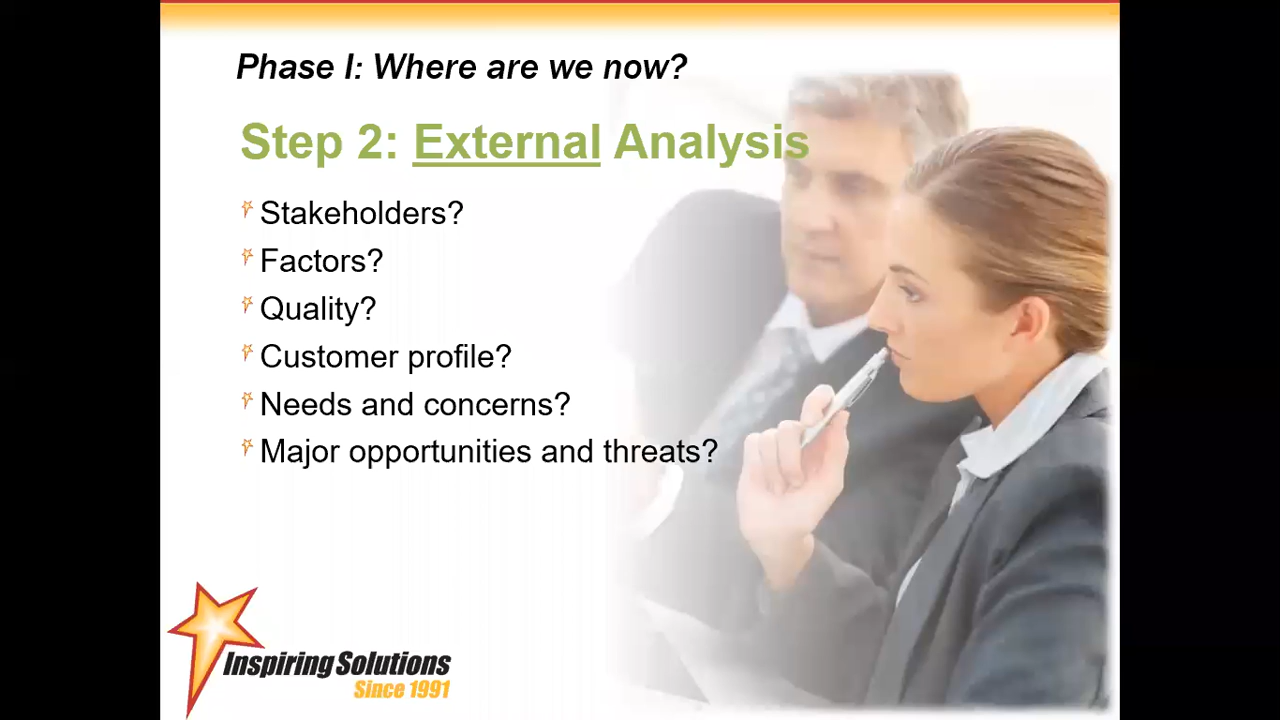 Phase I: Where are we now?
Step 2: External Analysis
Stakeholders?
Factors?
Quality?
Customer profile?
Needs and concerns?
Major opportunities and threats?
Inspiring Solutions
Since 1991